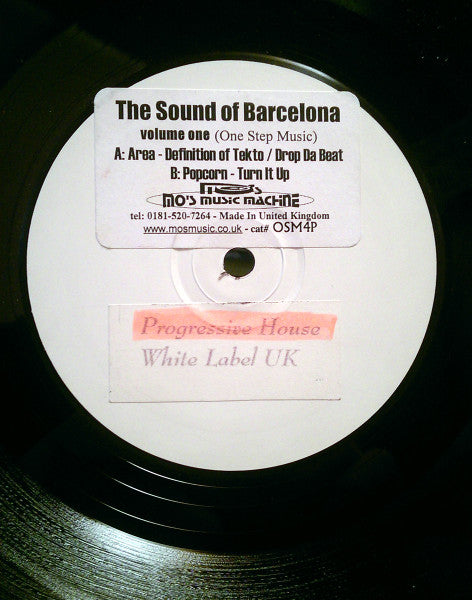 The Sound of Barcelona
volume one (One Step Music)
A: Area - Definition of Tekto / Drop Da Beat
B: Popcorn - Turn It Up
Mo's
MO'S MUSIC MACHINE
tel: 0181-520-7264 - Made In United Kingdom
www.mosmusic.co.uk - cat# OSM4P
Progressive House
White Label UK